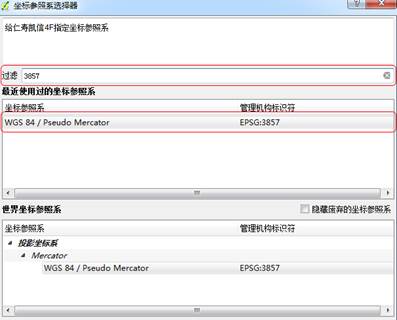 坐标参照系选择器
给仁寿凯信4F指定坐标参照系
过滤 3857
最近使用过的坐标参照系
坐标参照系 管理机构标识符
WGS 84 / Pseudo Mercator EPSG:3857
世界坐标参照系 隐藏废弃的坐标参照系
坐标参照系 管理机构标识符
投影坐标系
Mercator
WGS 84 / Pseudo Mercator EPSG:3857